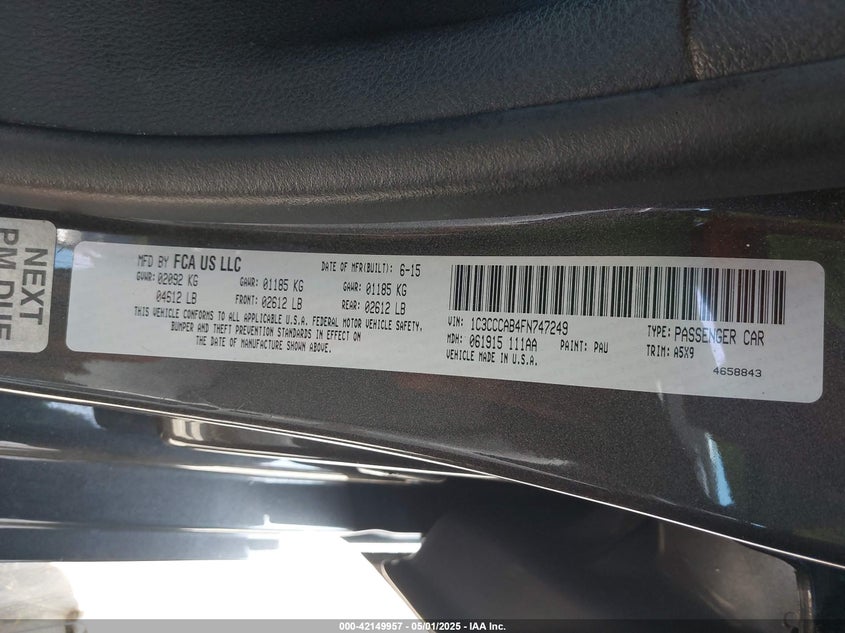 NEXT
PM DUE
MFD BY FCA US LLC
DATE OF MFR(BUILT): 6-15
GVWR: 02092 KG
GAWR: 01185 KG
GAWR: 01185 KG
04612 LB
FRONT: 02612 LB
REAR: 02612 LB
THIS VEHICLE CONFORMS TO ALL APPLICABLE U.S.A. FEDERAL MOTOR VEHICLE SAFETY,
BUMPER AND THEFT PREVENTION STANDARDS IN EFFECT ON
THE DATE OF MANUFACTURE SHOWN ABOVE.
VIN: 1C3CCCAB4FN747249
TYPE: PASSENGER CAR
MDH: 061915 111AA
PAINT: PAU
TRIM: A5X9
VEHICLE MADE IN U.S.A.
4658843
000-42149957 - 05/01/2025 - IAA Inc.